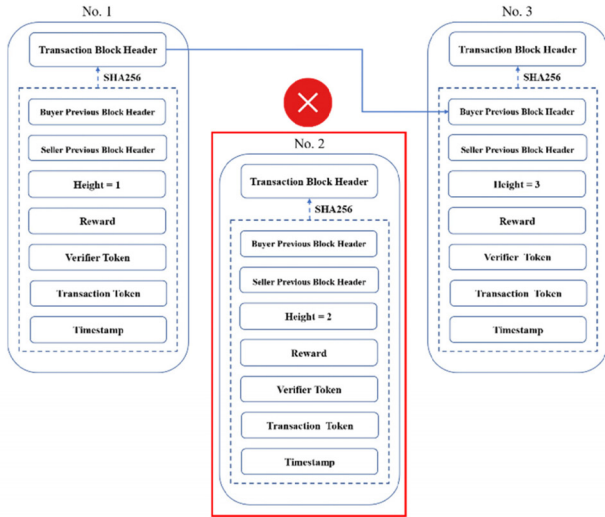 No. 1
Transaction Block Header
SHA256
Buyer Previous Block Header
Seller Previous Block Header
Height = 1
Reward
Verifier Token
Transaction Token
Timestamp
No. 2
Transaction Block Header
SHA256
Buyer Previous Block Header
Seller Previous Block Header
Height = 2
Reward
Verifier Token
Transaction Token
Timestamp
No. 3
Transaction Block Header
SHA256
Buyer Previous Block Header
Seller Previous Block Header
Height = 3
Reward
Verifier Token
Transaction Token
Timestamp